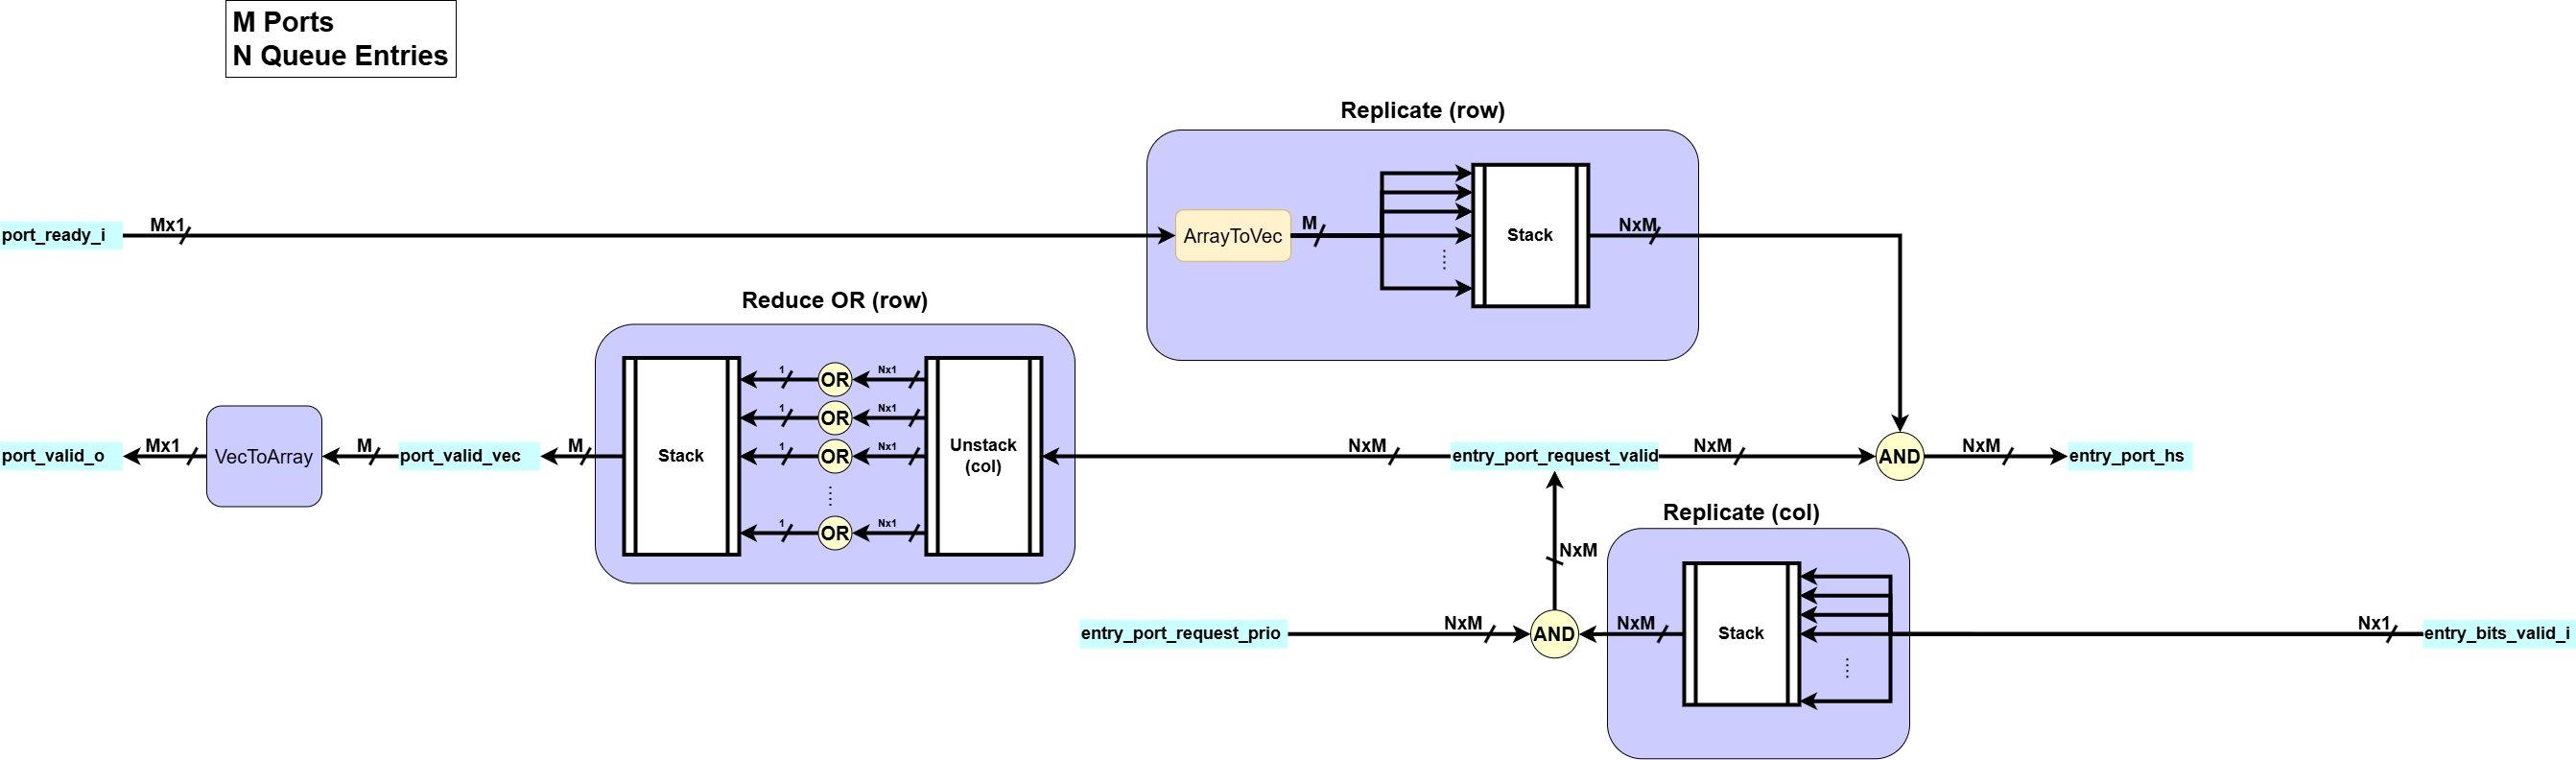 M Ports
N Queue Entries
Replicate (row)
port_ready_i
Mx1
ArrayToVec
M
Stack
NxM
Reduce OR (row)
1
OR
Nx1
1
OR
Nx1
1
OR
Nx1
1
OR
Nx1
Stack
Unstack
(col)
port_valid_o
Mx1
VecToArray
M
port_valid_vec
M
NxM
entry_port_request_valid
NxM
AND
NxM
entry_port_hs
Replicate (col)
NxM
entry_port_request_prio
NxM
AND
NxM
Stack
Nx1
entry_bits_valid_i